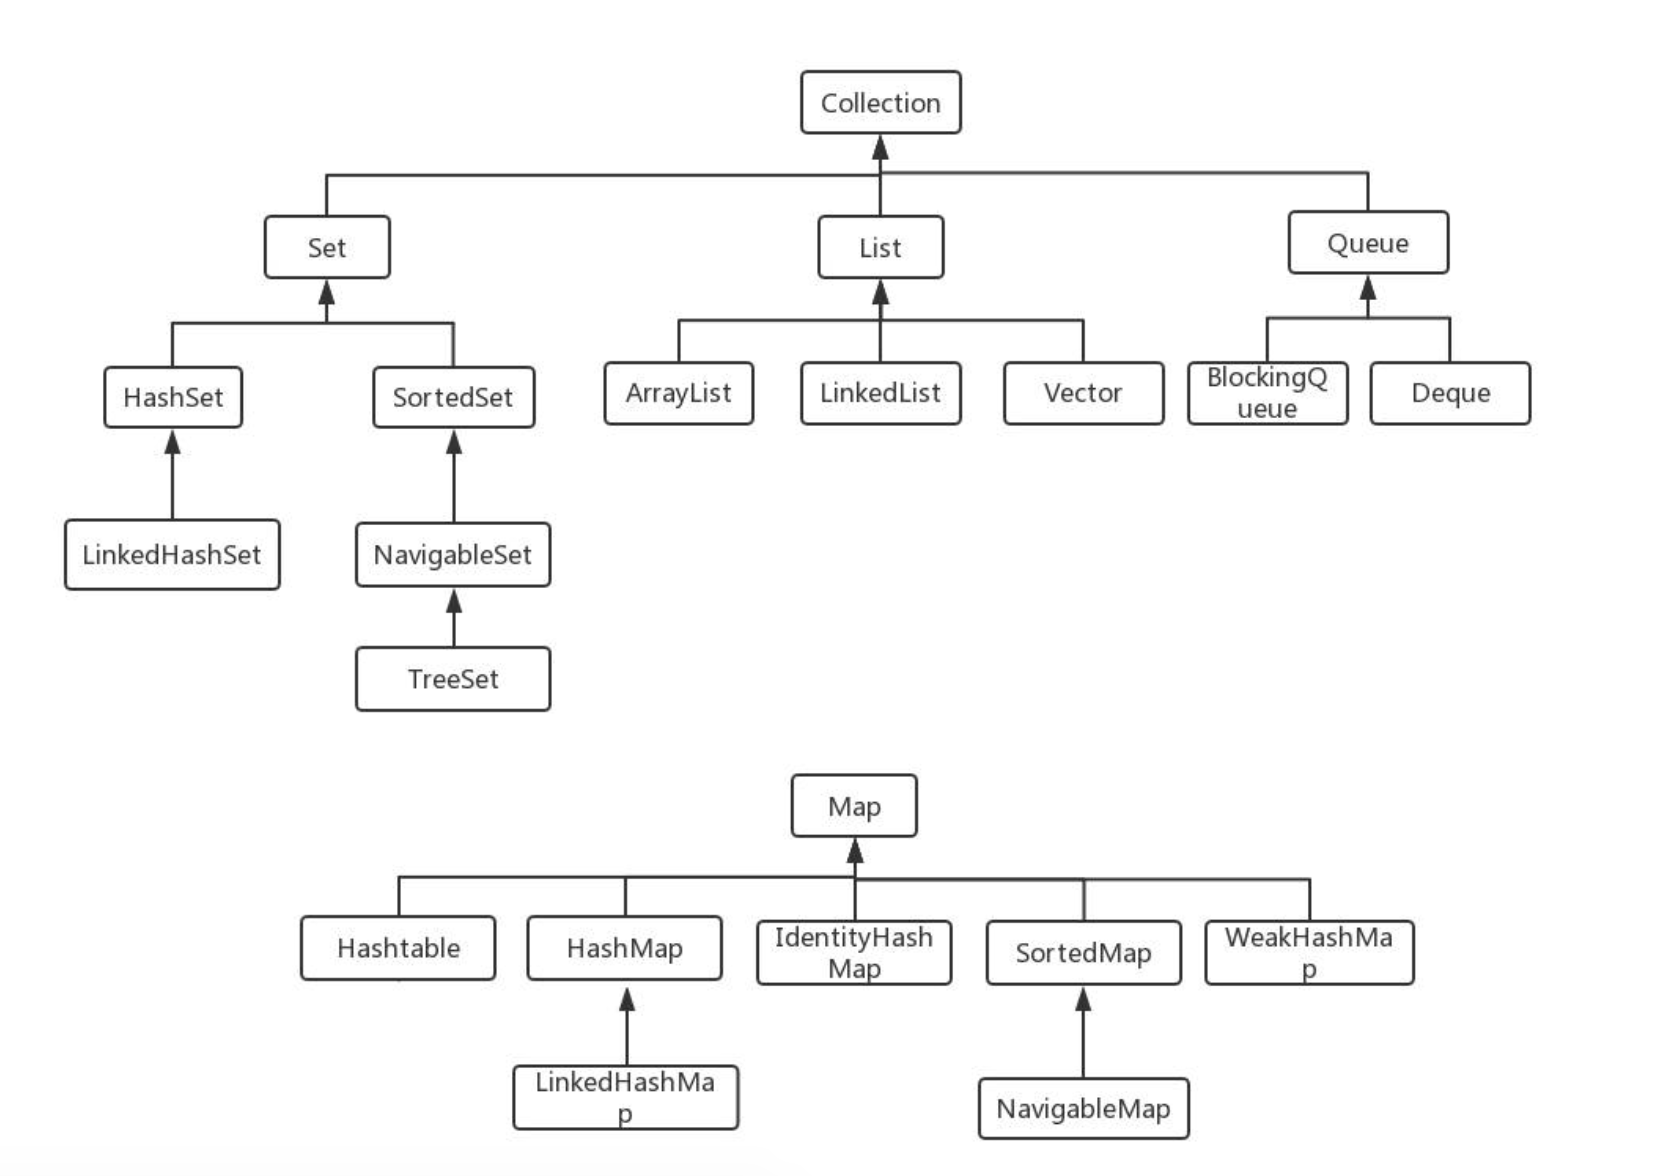 Collection
Set
List
Queue
HashSet
SortedSet
ArrayList
LinkedList
Vector
BlockingQ
ueue
Deque
LinkedHashSet
NavigableSet
TreeSet
Map
Hashtable
HashMap
IdentityHash
Map
SortedMap
WeakHashMa
p
LinkedHashMa
p
NavigableMap